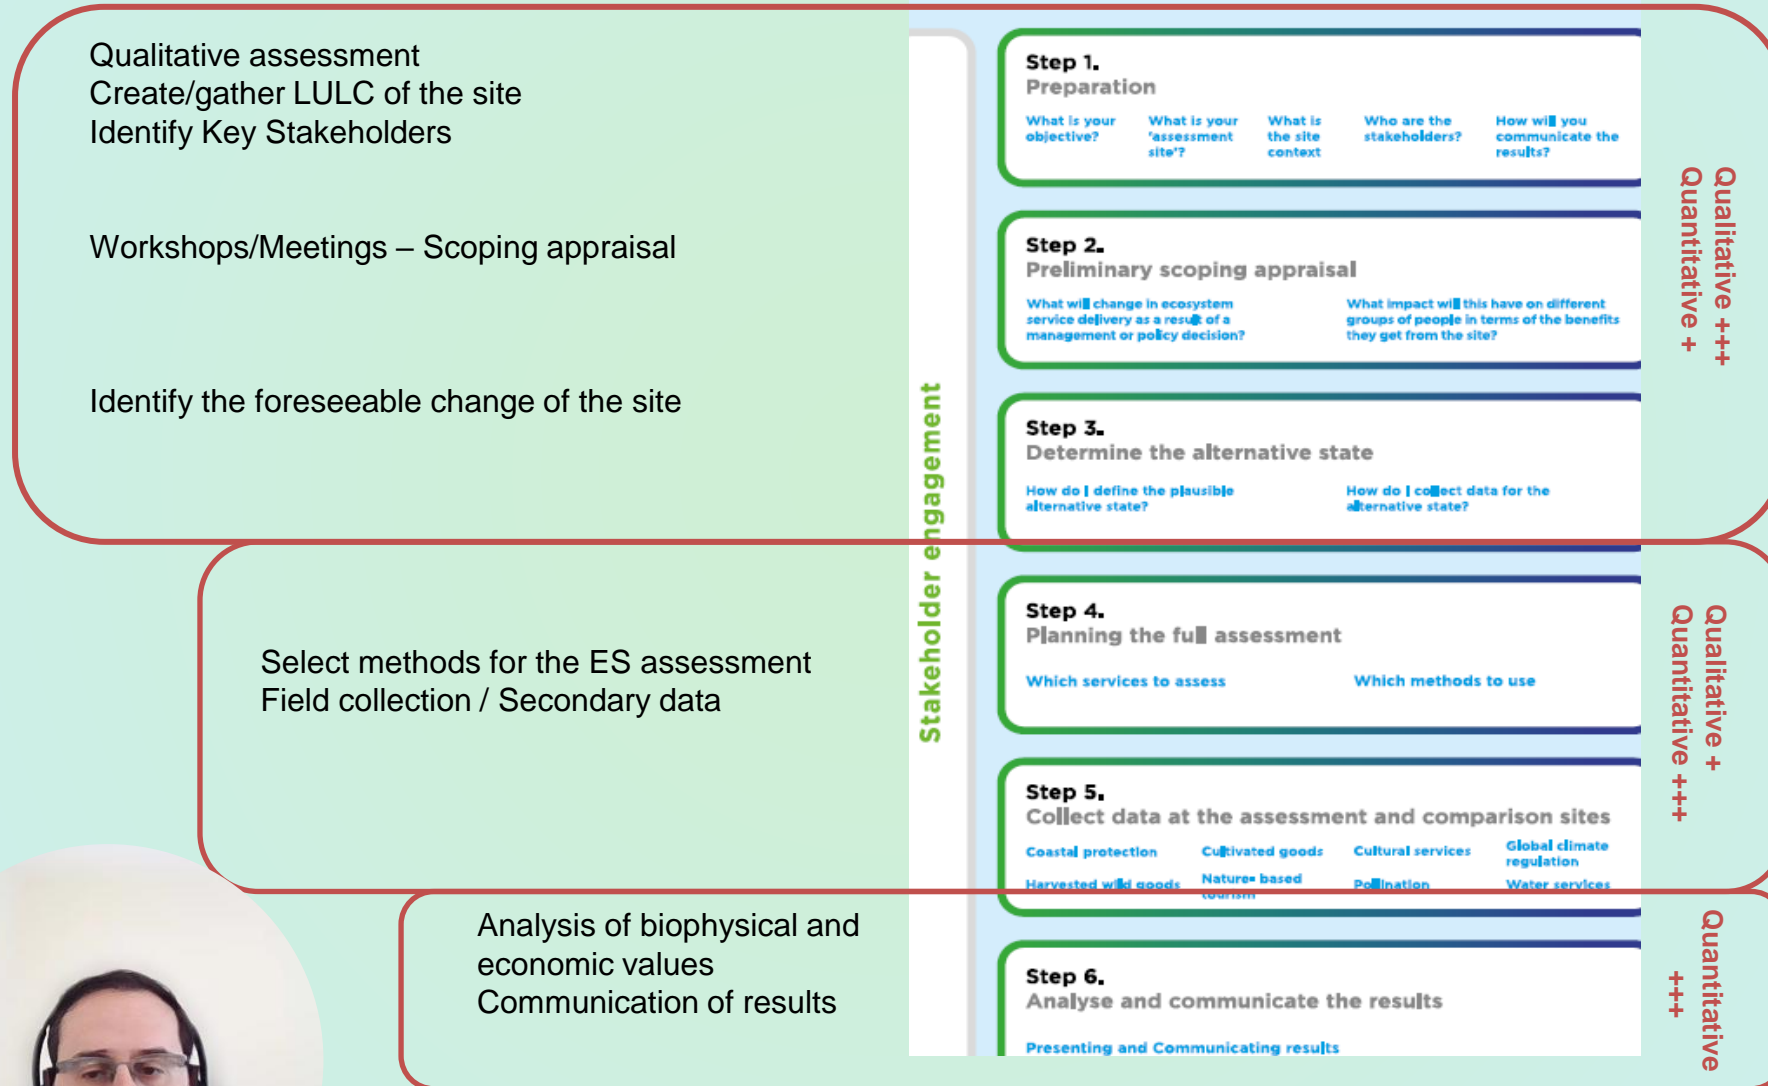 Qualitative assessment
Create/gather LULC of the site
Identify Key Stakeholders
Workshops/Meetings – Scoping appraisal
Identify the foreseeable change of the site
Select methods for the ES assessment
Field collection / Secondary data
Analysis of biophysical and
economic values
Communication of results
Stakeholder engagement
Step 1.
Preparation
What is your
objective?
What is your
'assessment
site'?
What is
the site
context
Who are the
stakeholders?
How will you
communicate the
results?
Step 2.
Preliminary scoping appraisal
What will change in ecosystem
service delivery as a result of a
management or policy decision?
What impact will this have on different
groups of people in terms of the benefits
they get from the site?
Step 3.
Determine the alternative state
How do I define the plausible
alternative state?
How do I collect data for the
alternative state?
Step 4.
Planning the full assessment
Which services to assess
Which methods to use
Step 5.
Collect data at the assessment and comparison sites
Coastal protection
Cultivated goods
Cultural services
Global climate
regulation
Harvested wild goods
Nature- based
tourism
Pollination
Water services
Step 6.
Analyse and communicate the results
Presenting and Communicating results
Qualitative +++
Quantitative +
Qualitative +
Quantitative +++
Quantitative
+++